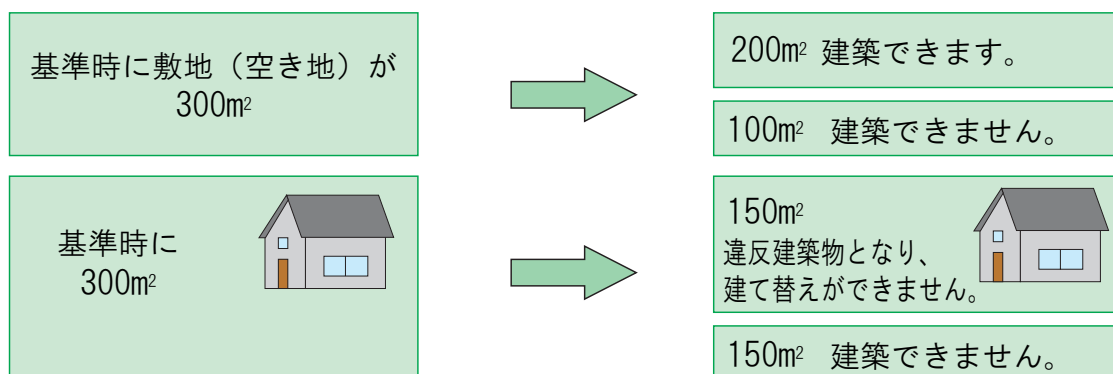 基準時に敷地（空き地）が
300m²
200m² 建築できます。
100m² 建築できません。
基準時に
300m²
150m²
違反建築物となり、
建て替えができません。
150m² 建築できません。